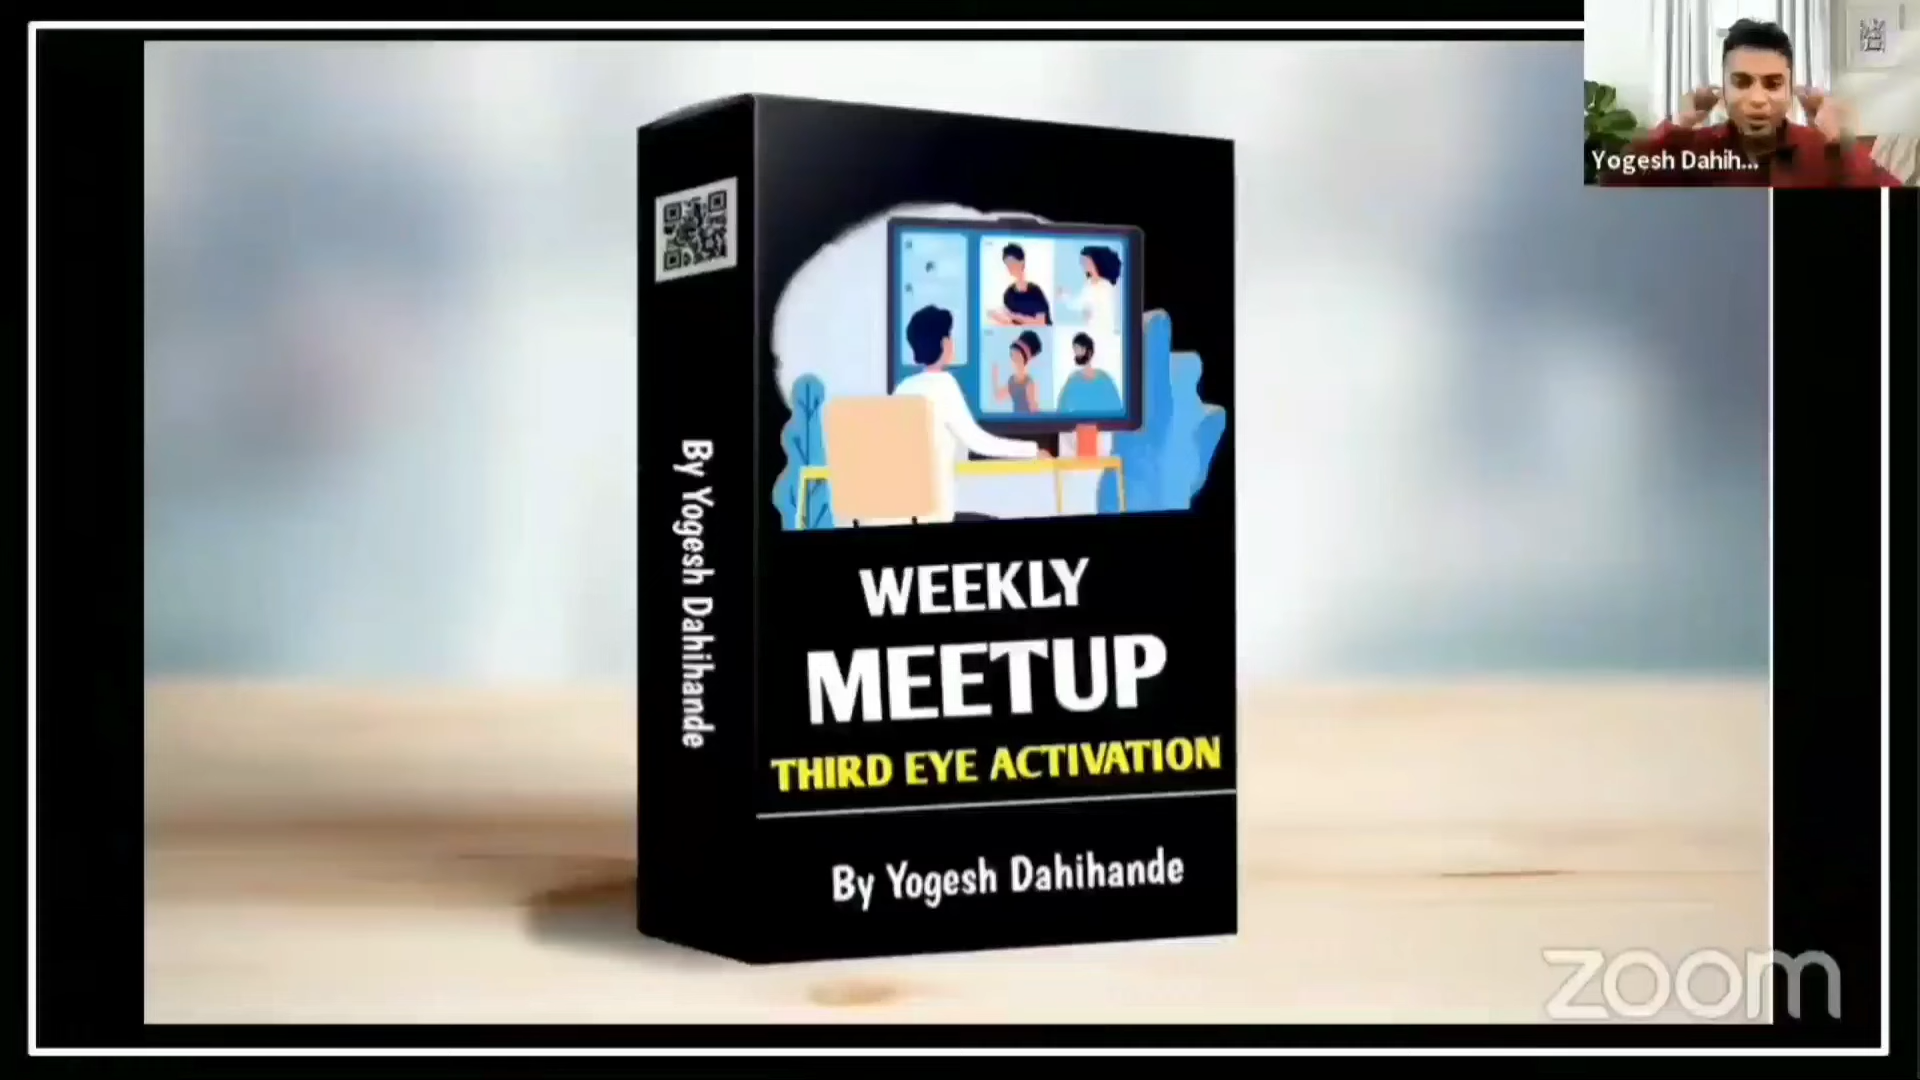 Yogesh Dahih...
By Yogesh Dahihande
WEEKLY
MEETUP
THIRD EYE ACTIVATION
By Yogesh Dahihande
zoom